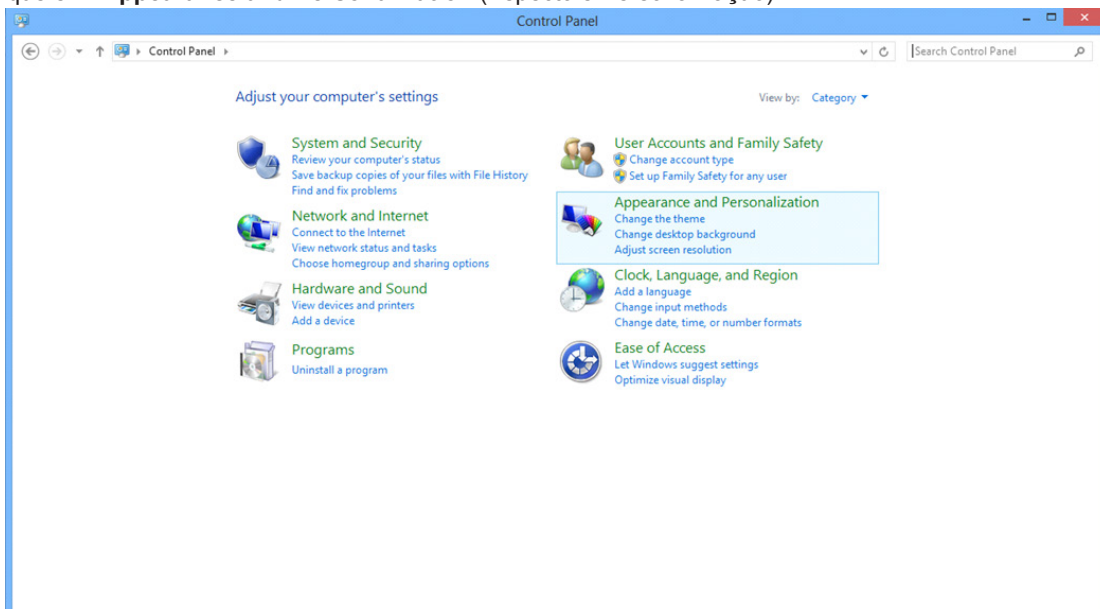 Control Panel
Control Panel
Search Control Panel
Adjust your computer's settings
View by: Category
System and Security
Review your computer's status
Save backup copies of your files with File History
Find and fix problems
Network and Internet
Connect to the Internet
View network status and tasks
Choose homegroup and sharing options
Hardware and Sound
View devices and printers
Add a device
Programs
Uninstall a program
User Accounts and Family Safety
Change account type
Set up Family Safety for any user
Appearance and Personalization
Change the theme
Change desktop background
Adjust screen resolution
Clock, Language, and Region
Add a language
Change input methods
Change date, time, or number formats
Ease of Access
Let Windows suggest settings
Optimize visual display